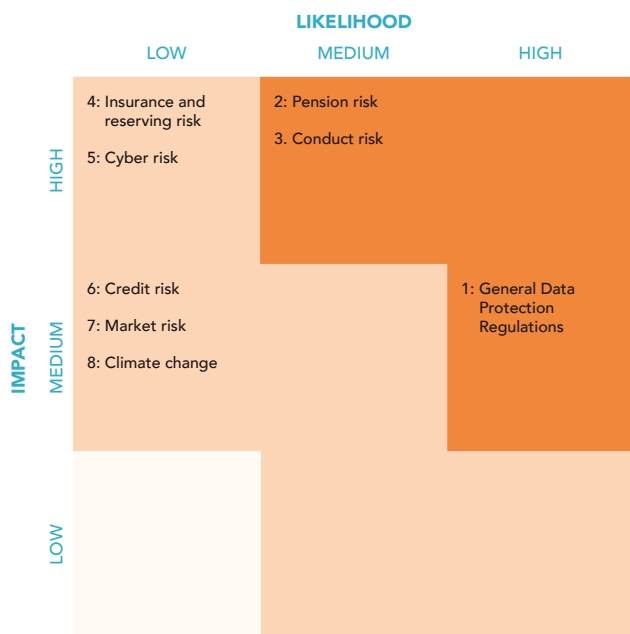 LIKELIHOOD
LOW
MEDIUM
HIGH
IMPACT
HIGH
4: Insurance and
reserving risk
5: Cyber risk
2: Pension risk
3. Conduct risk
MEDIUM
6: Credit risk
7: Market risk
8: Climate change
1: General Data
Protection
Regulations
LOW